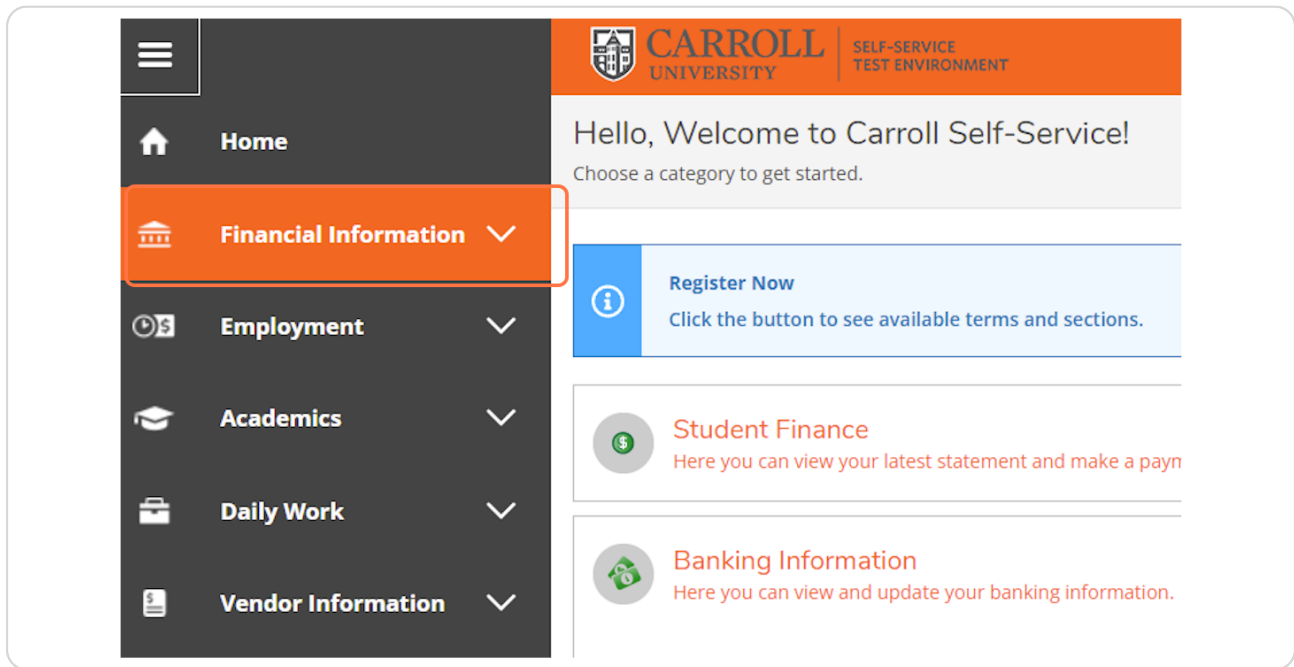 CARROLL
UNIVERSITY
SELF-SERVICE
TEST ENVIRONMENT
Home
Financial Information
Employment
Academics
Daily Work
Vendor Information
Hello, Welcome to Carroll Self-Service!
Choose a category to get started.
Register Now
Click the button to see available terms and sections.
Student Finance
Here you can view your latest statement and make a paym
Banking Information
Here you can view and update your banking information.